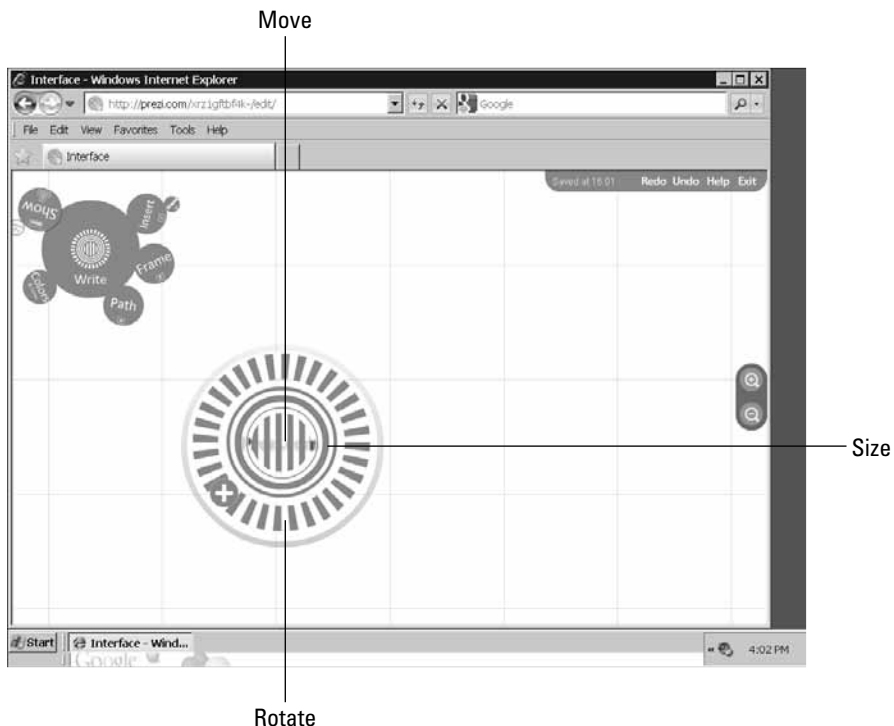 Move
Interface - Windows Internet Explorer
http://prezi.com/xrz1gftbf4k-/edit/
Google
File Edit View Favorites Tools Help
Interface
Saved at 16:01 Redo Undo Help Exit
Show
Insert
Write
Frame
Colors
Path
Size
Start
Interface - Wind...
4:02 PM
Google
Rotate